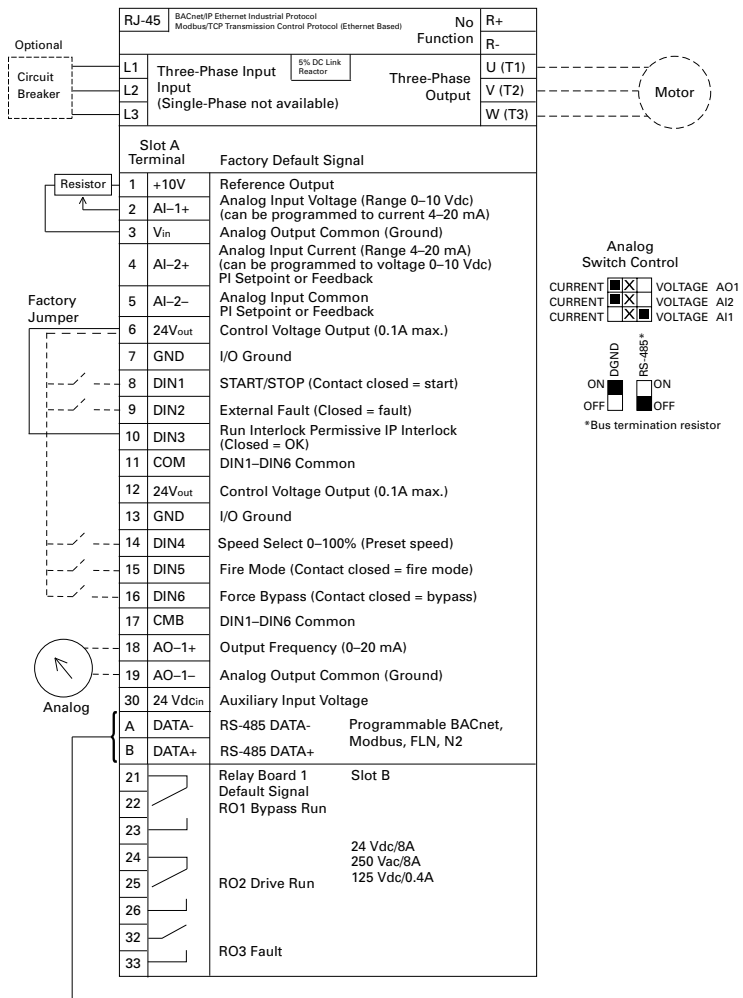 RJ-45 BACnet/IP Ethernet Industrial Protocol
Modbus/TCP Transmission Control Protocol (Ethernet Based)
No Function
R+
R-
Optional
Circuit
Breaker
L1
L2
L3
Three-Phase Input
Input
(Single-Phase not available)
5% DC Link
Reactor
Three-Phase
Output
U (T1)
V (T2)
W (T3)
Motor
Slot A
Terminal Factory Default Signal
Resistor
1 +10V Reference Output
2 AI–1+ Analog Input Voltage (Range 0–10 Vdc)
(can be programmed to current 4–20 mA)
3 Vin Analog Output Common (Ground)
4 AI–2+ Analog Input Current (Range 4–20 mA)
(can be programmed to voltage 0–10 Vdc)
PI Setpoint or Feedback
5 AI–2– Analog Input Common
PI Setpoint or Feedback
Factory
Jumper
6 24Vout Control Voltage Output (0.1A max.)
7 GND I/O Ground
8 DIN1 START/STOP (Contact closed = start)
9 DIN2 External Fault (Closed = fault)
10 DIN3 Run Interlock Permissive IP Interlock
(Closed = OK)
11 COM DIN1–DIN6 Common
12 24Vout Control Voltage Output (0.1A max.)
13 GND I/O Ground
14 DIN4 Speed Select 0–100% (Preset speed)
15 DIN5 Fire Mode (Contact closed = fire mode)
16 DIN6 Force Bypass (Contact closed = bypass)
17 CMB DIN1–DIN6 Common
18 AO–1+ Output Frequency (0–20 mA)
19 AO–1– Analog Output Common (Ground)
Analog
30 24 Vdcin Auxiliary Input Voltage
A DATA- RS-485 DATA-
B DATA+ RS-485 DATA+
Programmable BACnet,
Modbus, FLN, N2
21
22
23
Relay Board 1
Default Signal
RO1 Bypass Run
Slot B
24
25
26
RO2 Drive Run
24 Vdc/8A
250 Vac/8A
125 Vdc/0.4A
32
33
RO3 Fault
Analog
Switch Control
CURRENT X VOLTAGE AO1
CURRENT X VOLTAGE AI2
CURRENT X VOLTAGE AI1
DGND
RS-485*
ON ON
OFF OFF
*Bus termination resistor